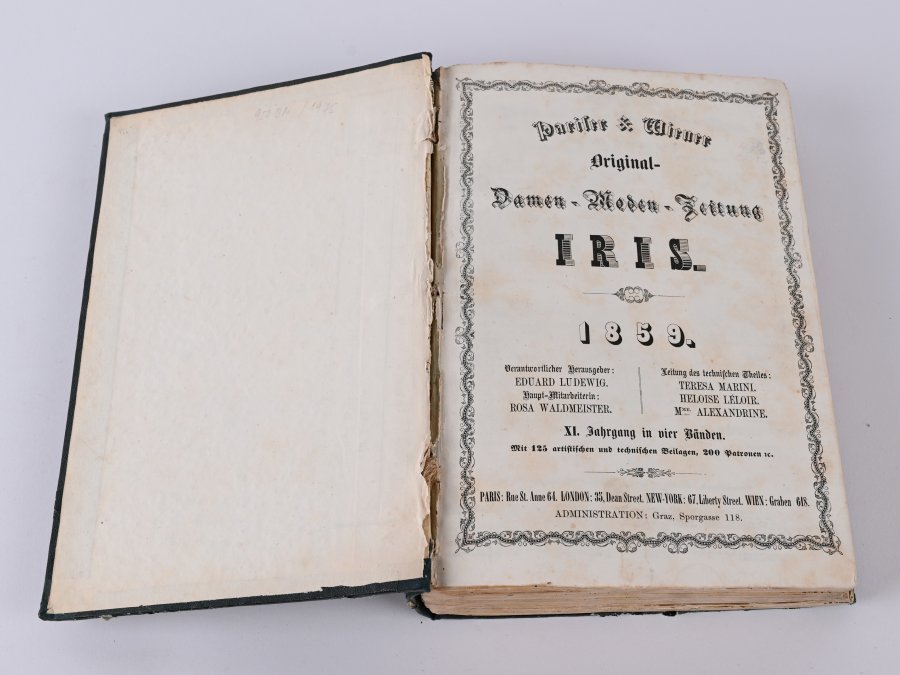 Pariser & Wiener
Original-
Damen-Moden-Zeitung
IRIS.
1859.
Verantwortlicher Herausgeber:
EDUARD LUDEWIG.
Haupt-Mitarbeiterin:
ROSA WALDMEISTER.
Leitung des technischen Theiles:
TERESA MARINI.
HELOISE LÉLOIR.
Mme. ALEXANDRINE.
XI. Jahrgang in vier Bänden.
Mit 125 artistischen und technischen Beilagen, 200 Patronen ꝛc.
PARIS: Rue St. Anne 64. LONDON: 35, Dean Street. NEW-YORK: 67, Liberty Street. WIEN: Graben 618.
ADMINISTRATION: Graz, Sporgasse 118.